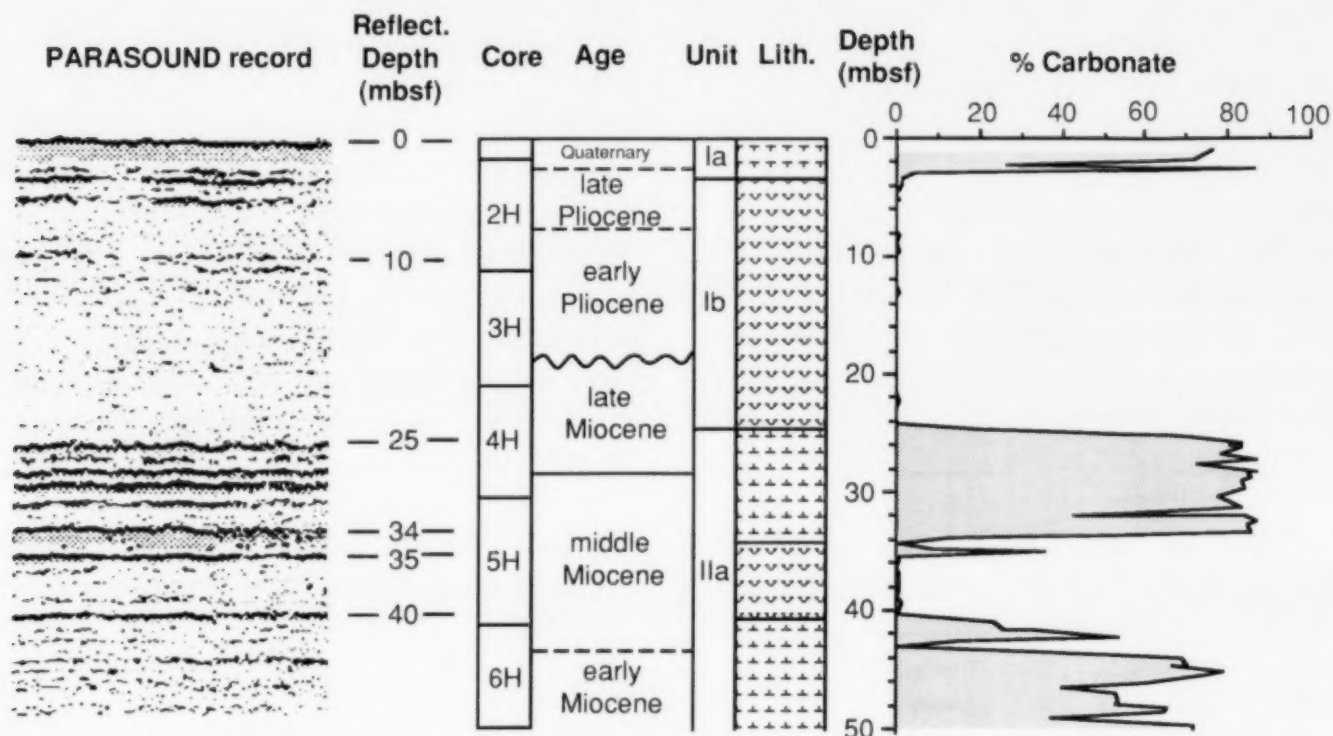 PARASOUND record
Reflect.
Depth
(mbsf)
Core
Age
Unit
Lith.
Depth
(mbsf)
% Carbonate
0
10
25
34
35
40
2H
3H
4H
5H
6H
Quaternary
late
Pliocene
early
Pliocene
late
Miocene
middle
Miocene
early
Miocene
Ia
Ib
IIa
0 20 40 60 80 100
0
10
20
30
40
50